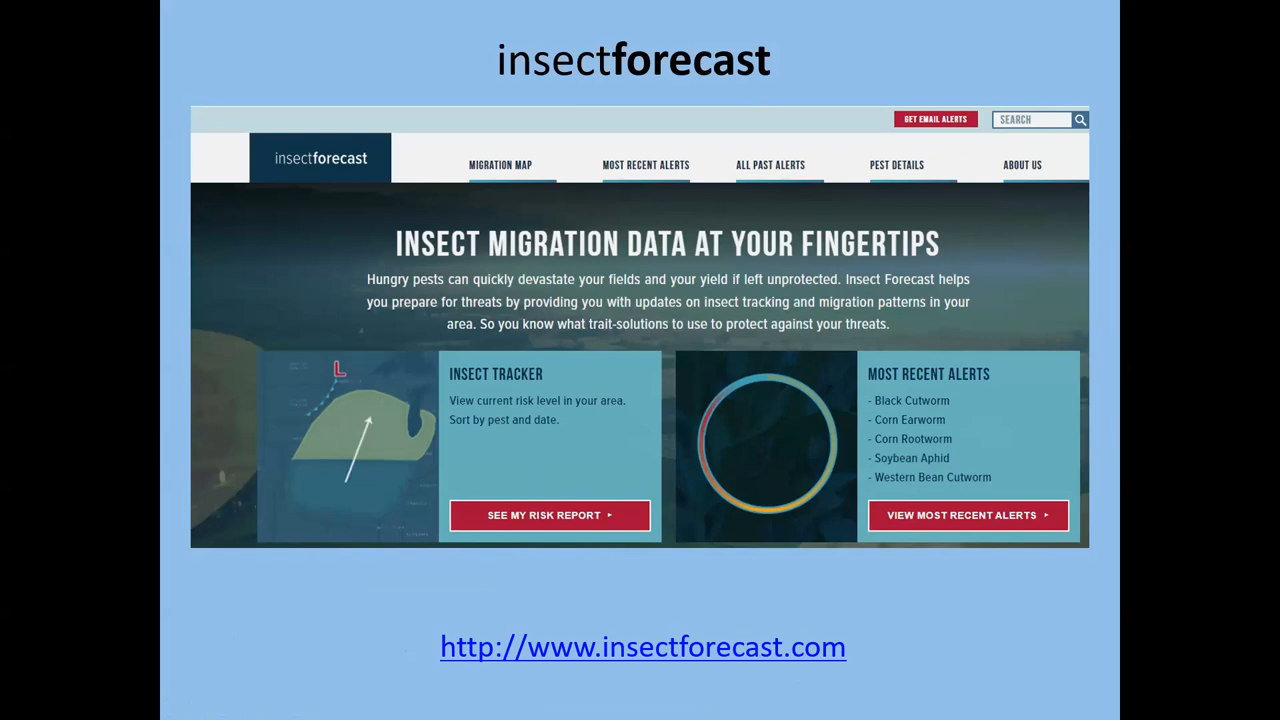 insectforecast
GET EMAIL ALERTS
SEARCH
insectforecast
MIGRATION MAP
MOST RECENT ALERTS
ALL PAST ALERTS
PEST DETAILS
ABOUT US
INSECT MIGRATION DATA AT YOUR FINGERTIPS
Hungry pests can quickly devastate your fields and your yield if left unprotected. Insect Forecast helps
you prepare for threats by providing you with updates on insect tracking and migration patterns in your
area. So you know what trait-solutions to use to protect against your threats.
L
INSECT TRACKER
View current risk level in your area.
Sort by pest and date.
SEE MY RISK REPORT
MOST RECENT ALERTS
- Black Cutworm
- Corn Earworm
- Corn Rootworm
- Soybean Aphid
- Western Bean Cutworm
VIEW MOST RECENT ALERTS
http://www.insectforecast.com